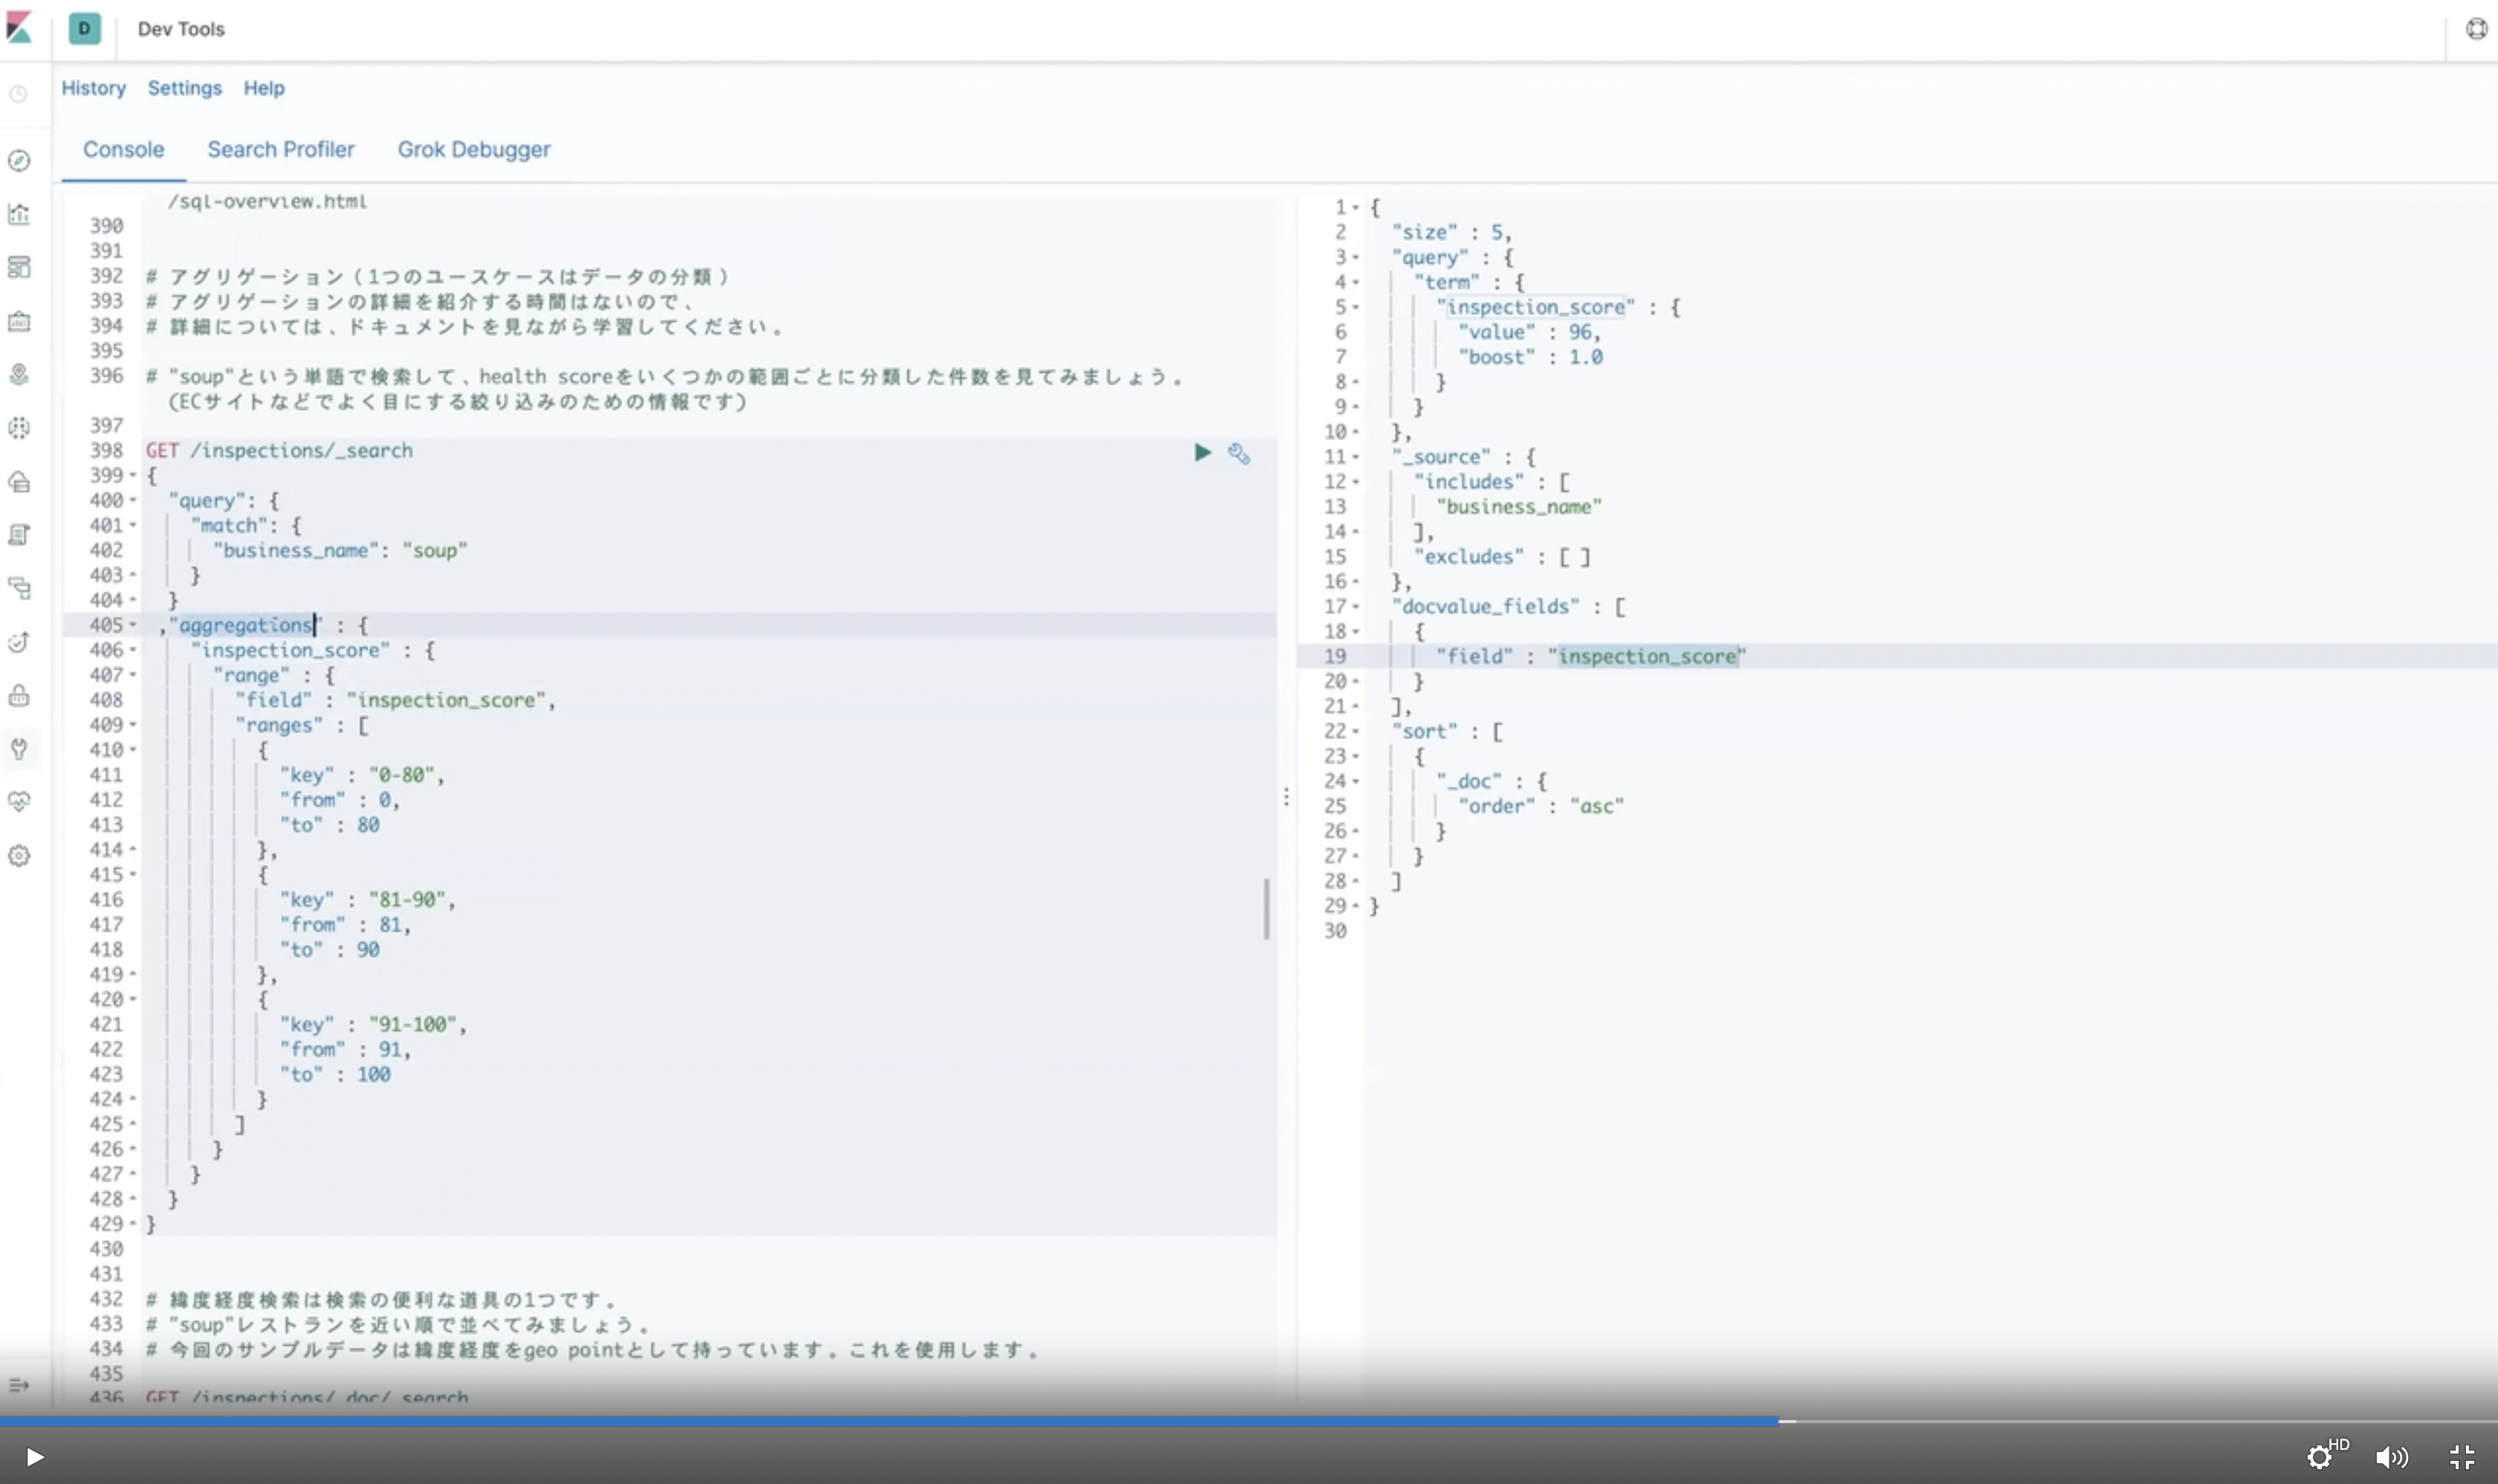 D Dev Tools
History Settings Help
Console Search Profiler Grok Debugger
/sql-overview.html
390
391
392 # アグリゲーション（1つのユースケースはデータの分類）
393 # アグリゲーションの詳細を紹介する時間はないので、
394 # 詳細については、ドキュメントを見ながら学習してください。
395
396 # "soup"という単語で検索して、health scoreをいくつかの範囲ごとに分類した件数を見てみましょう。
(ECサイトなどでよく目にする絞り込みのための情報です)
397
398 GET /inspections/_search
399 {
400 "query": {
401 "match": {
402 "business_name": "soup"
403 }
404 }
405 ,"aggregations" : {
406 "inspection_score" : {
407 "range" : {
408 "field" : "inspection_score",
409 "ranges" : [
410 {
411 "key" : "0-80",
412 "from" : 0,
413 "to" : 80
414 },
415 {
416 "key" : "81-90",
417 "from" : 81,
418 "to" : 90
419 },
420 {
421 "key" : "91-100",
422 "from" : 91,
423 "to" : 100
424 }
425 ]
426 }
427 }
428 }
429 }
430
431
432 # 緯度経度検索は検索の便利な道具の1つです。
433 # "soup"レストランを近い順で並べてみましょう。
434 # 今回のサンプルデータは緯度経度をgeo pointとして持っています。これを使用します。
435
436 GET /inspections/_doc/_search
1 {
2 "size" : 5,
3 "query" : {
4 "term" : {
5 "inspection_score" : {
6 "value" : 96,
7 "boost" : 1.0
8 }
9 }
10 },
11 "_source" : {
12 "includes" : [
13 "business_name"
14 ],
15 "excludes" : [ ]
16 },
17 "docvalue_fields" : [
18 {
19 "field" : "inspection_score"
20 }
21 ],
22 "sort" : [
23 {
24 "_doc" : {
25 "order" : "asc"
26 }
27 }
28 ]
29 }
30
HD